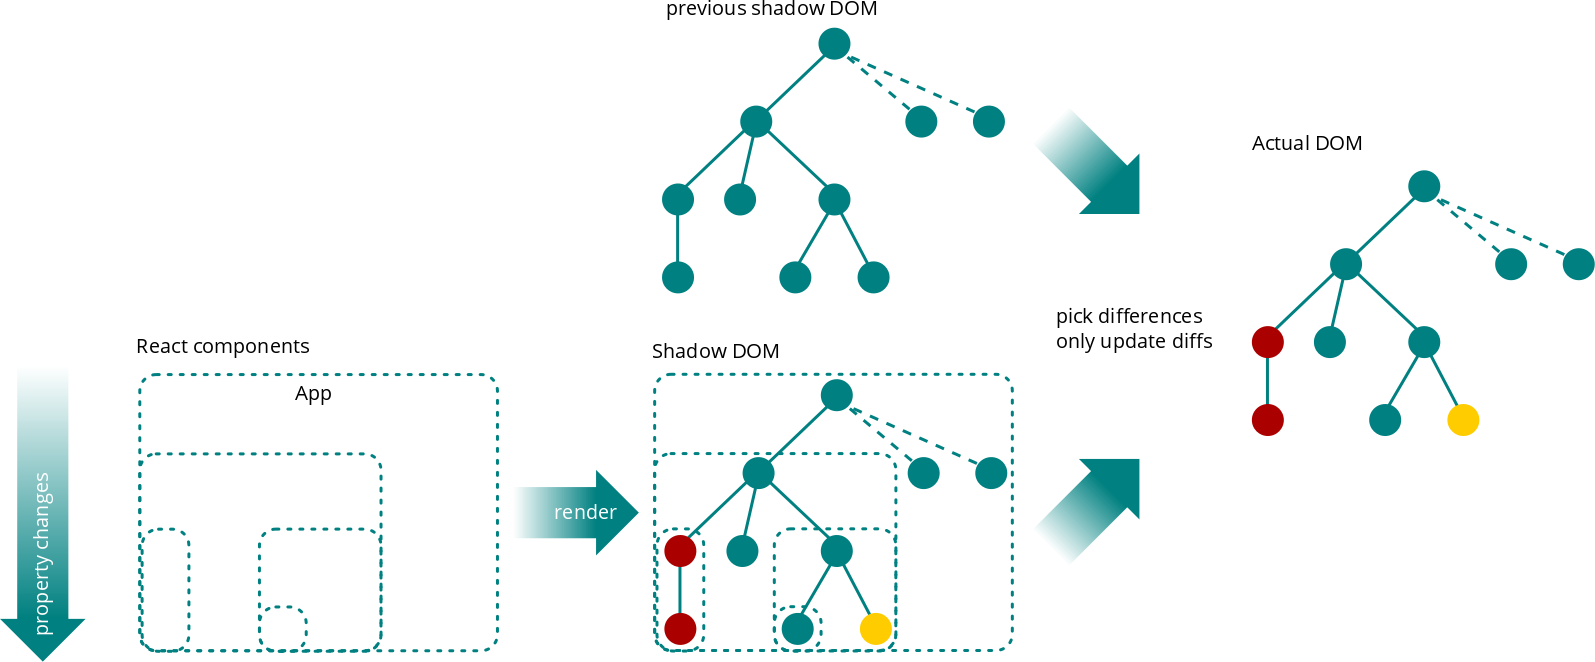 previous shadow DOM
Actual DOM
pick differences
only update diffs
React components
App
property changes
render
Shadow DOM